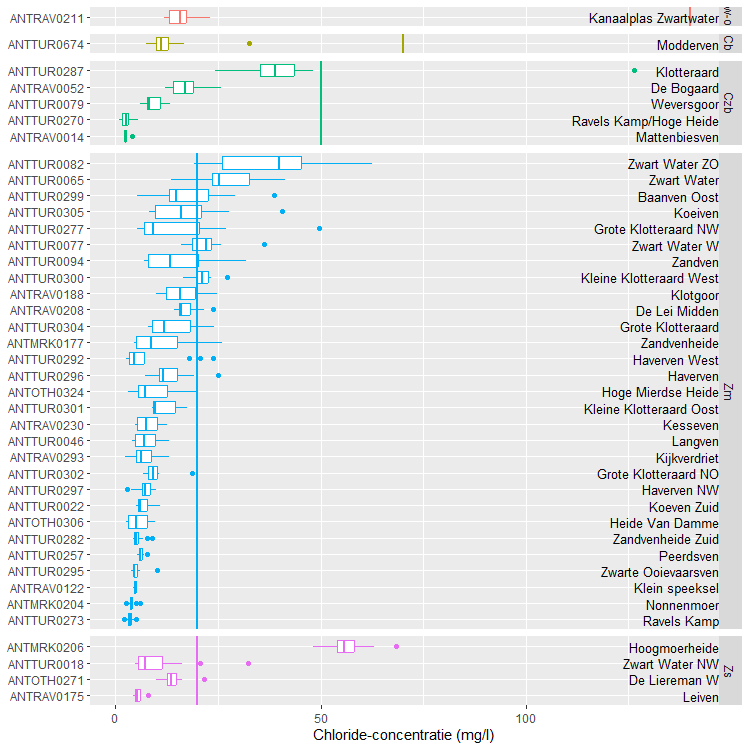 ANTRAV0211 Kanaalplas Zwartwater
ANTTUR0674 Modderven Cb
ANTTUR0287 Klotteraard
ANTRAV0052 De Bogaard
ANTTUR0079 Weversgoor
ANTTUR0270 Ravels Kamp/Hoge Heide
ANTRAV0014 Mattenbiesven
Czb
ANTTUR0082 Zwart Water ZO
ANTTUR0065 Zwart Water
ANTTUR0299 Baanven Oost
ANTTUR0305 Koeiven
ANTTUR0277 Grote Klotteraard NW
ANTTUR0077 Zwart Water W
ANTTUR0094 Zandven
ANTTUR0300 Kleine Klotteraard West
ANTRAV0188 Klotgoor
ANTRAV0208 De Lei Midden
ANTTUR0304 Grote Klotteraard
ANTMRK0177 Zandvenheide
ANTTUR0292 Haverven West
ANTTUR0296 Haverven
ANTOTH0324 Hoge Mierdse Heide
ANTTUR0301 Kleine Klotteraard Oost
ANTRAV0230 Kesseven
ANTTUR0046 Langven
ANTRAV0293 Kijkverdriet
ANTTUR0302 Grote Klotteraard NO
ANTTUR0297 Haverven NW
ANTTUR0022 Koeven Zuid
ANTOTH0306 Heide Van Damme
ANTTUR0282 Zandvenheide Zuid
ANTTUR0257 Peerdsven
ANTTUR0295 Zwarte Ooievaarsven
ANTRAV0122 Klein speeksel
ANTMRK0204 Nonnenmoer
ANTTUR0273 Ravels Kamp
Zm
ANTMRK0206 Hoogmoerheide
ANTTUR0018 Zwart Water NW
ANTOTH0271 De Liereman W
ANTRAV0175 Leiven
Zs
0 50 100
Chloride-concentratie (mg/l)